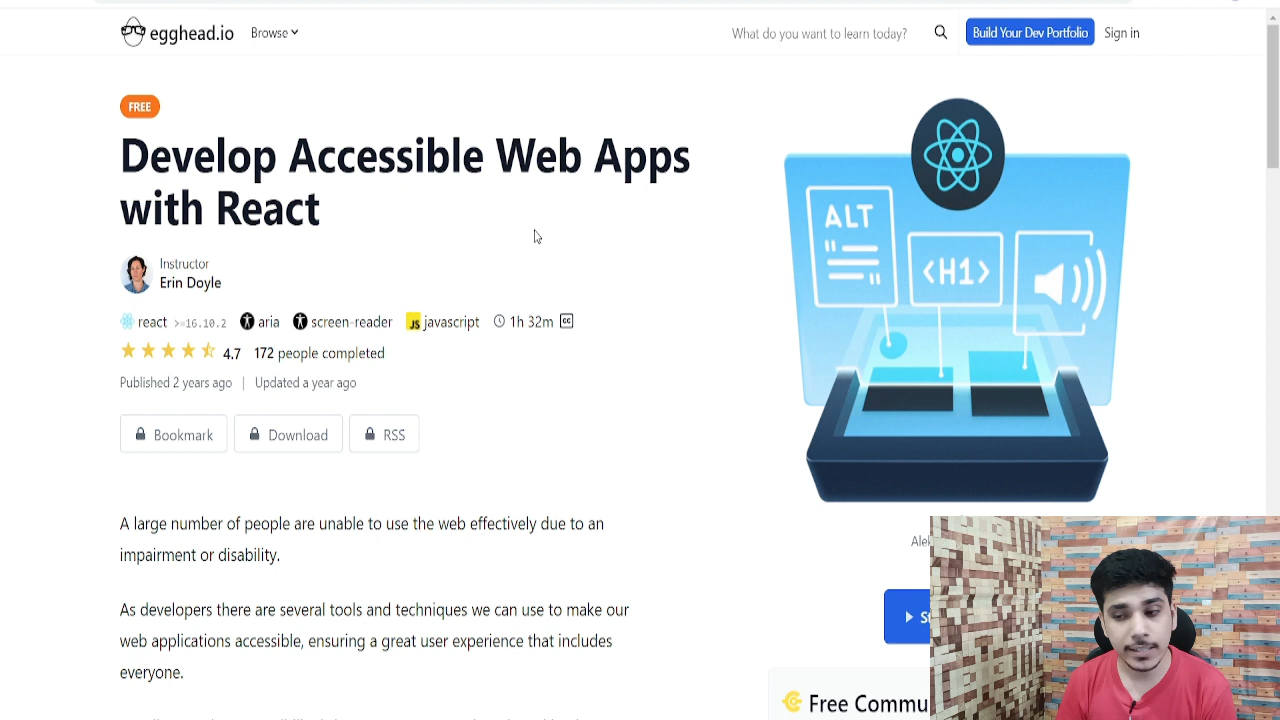 egghead.io Browse What do you want to learn today? Build Your Dev Portfolio Sign in
FREE
Develop Accessible Web Apps
with React
Instructor
Erin Doyle
react >=16.10.2 aria screen-reader JS javascript 1h 32m CC
4.7 172 people completed
Published 2 years ago | Updated a year ago
Bookmark Download RSS
A large number of people are unable to use the web effectively due to an
impairment or disability.
As developers there are several tools and techniques we can use to make our
web applications accessible, ensuring a great user experience that includes
everyone.
ALT
<H1>
Free Commu